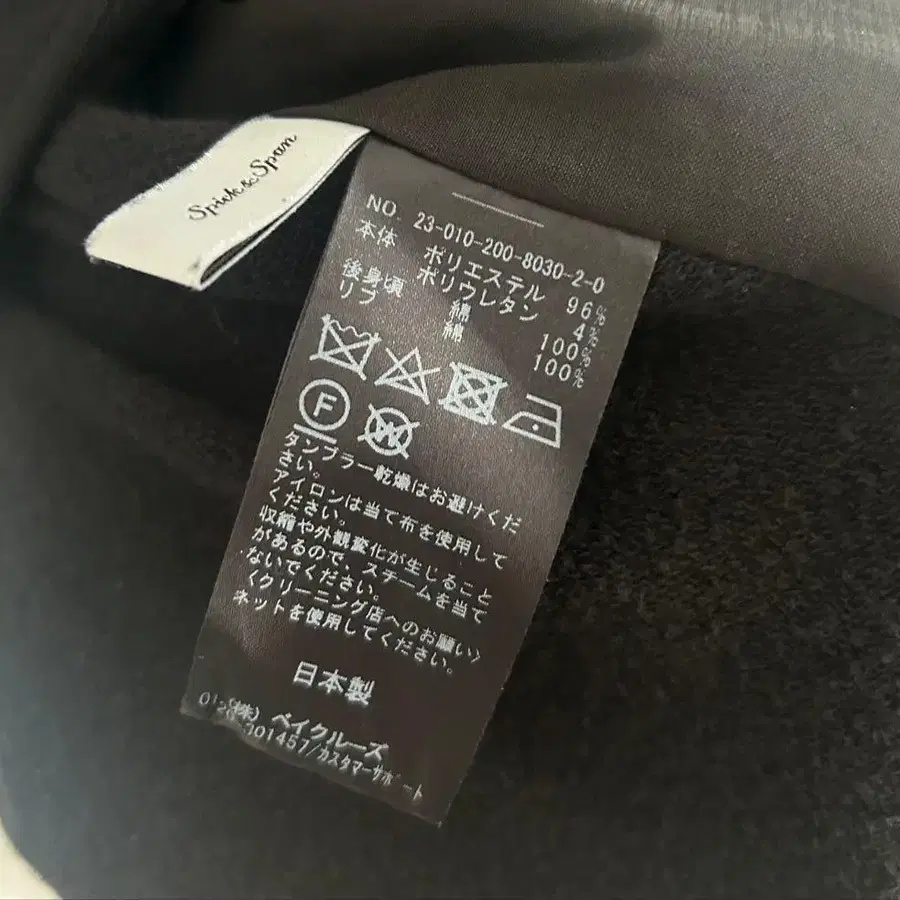 Spick & Span
NO. 23-010-200-8030-2-0
本体 ポリエステル 96%
ポリウレタン 4%
後身頃 綿 100%
リブ 綿 100%
F
W
タンブラー乾燥はお避けくだ
さい。
アイロンは当て布を使用して
ください。
収縮や外観変化が生じること
があるので、スチームを当て
ないでください。
〈クリーニング店へのお願い〉
ネットを使用してください。
日本製
(株) ベイクルーズ
301457/カスタマーサポート